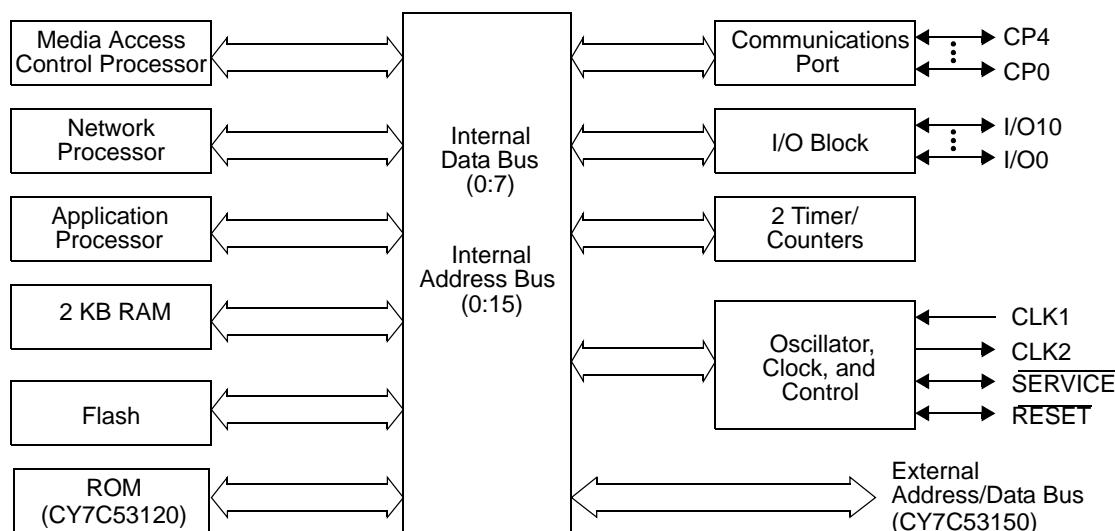 Media Access
Control Processor
Network
Processor
Application
Processor
2 KB RAM
Flash
ROM
(CY7C53120)
Internal
Data Bus
(0:7)
Internal
Address Bus
(0:15)
Communications
Port
CP4
CP0
I/O Block
I/O10
I/O0
2 Timer/
Counters
Oscillator,
Clock, and
Control
CLK1
CLK2
SERVICE
RESET
External
Address/Data Bus
(CY7C53150)